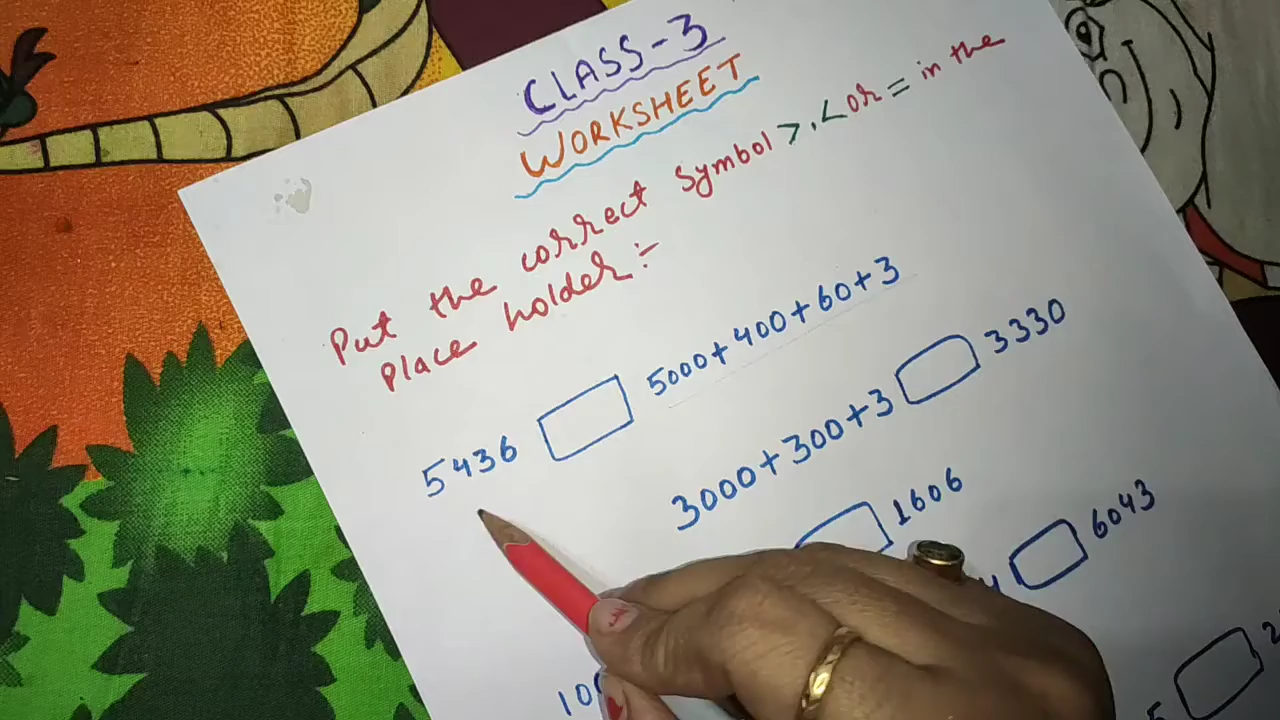 CLASS-3
WORKSHEET
Put the correct symbol >,< or = in the
place holder:-
5436 5000+400+60+3
3000+300+3 3330
1606
6043